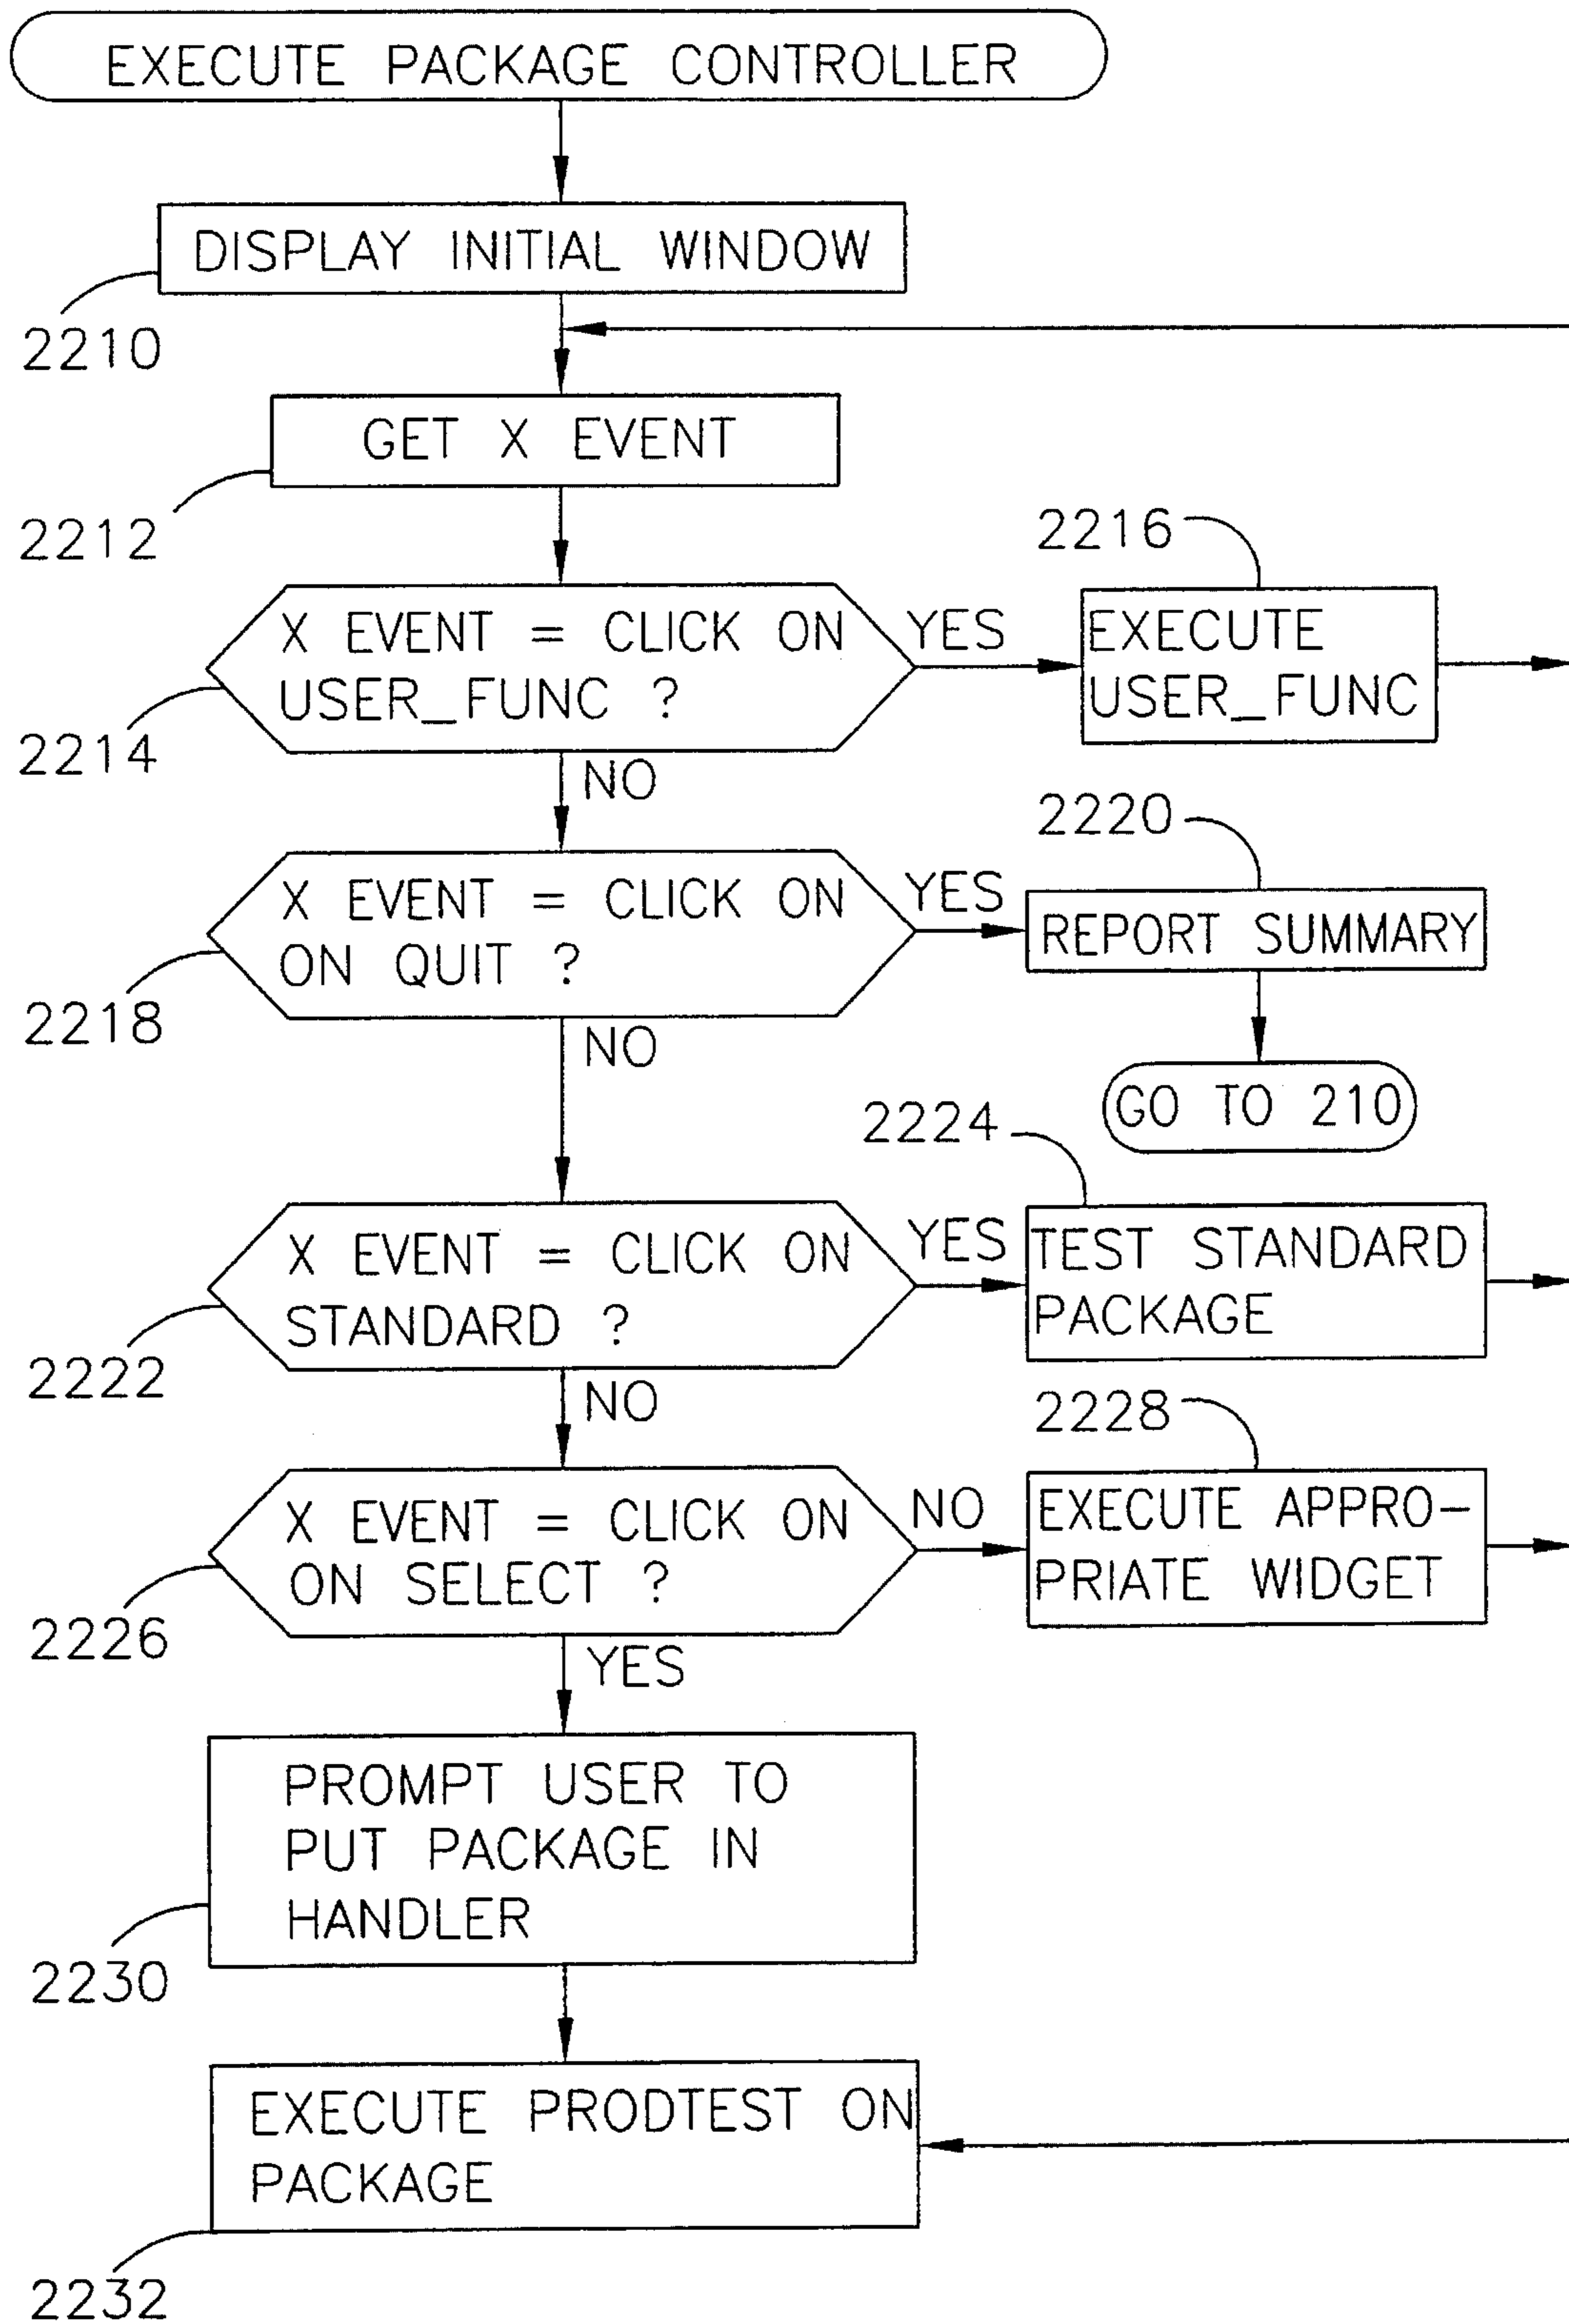 EXECUTE PACKAGE CONTROLLER
DISPLAY INITIAL WINDOW
2210
GET X EVENT
2212
2216
X EVENT = CLICK ON
USER_FUNC ?
YES
EXECUTE
USER_FUNC
2214
NO
2220
X EVENT = CLICK ON
ON QUIT ?
YES
REPORT SUMMARY
2218
NO
GO TO 210
2224
X EVENT = CLICK ON
STANDARD ?
YES
TEST STANDARD
PACKAGE
2222
NO
2228
X EVENT = CLICK ON
ON SELECT ?
NO
EXECUTE APPRO-
PRIATE WIDGET
2226
YES
PROMPT USER TO
PUT PACKAGE IN
HANDLER
2230
EXECUTE PRODTEST ON
PACKAGE
2232